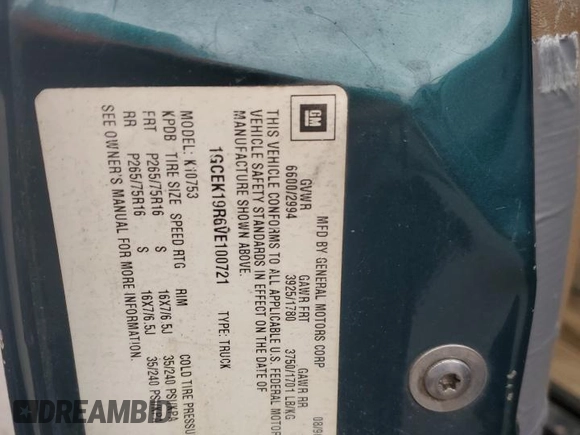 GM
MFD BY GENERAL MOTORS CORP
GVWR GAWR FRT GAWR RR
6600/2994 3925/1780 3750/1701 LB/KG
THIS VEHICLE CONFORMS TO ALL APPLICABLE U.S. FEDERAL MOTOR
VEHICLE SAFETY STANDARDS IN EFFECT ON THE DATE OF
MANUFACTURE SHOWN ABOVE.
1GCEK19R6VE100721 TYPE: TRUCK
MODEL: K10753
KPDB TIRE SIZE SPEED RTG RIM COLD TIRE PRESSU
FRT P265/75R16 S 16X7/6.5J 35/240 PSI/KPA
RR P265/75R16 S 16X7/6.5J 35/240 PSI
SEE OWNER'S MANUAL FOR MORE INFORMATION.
DREAMBID